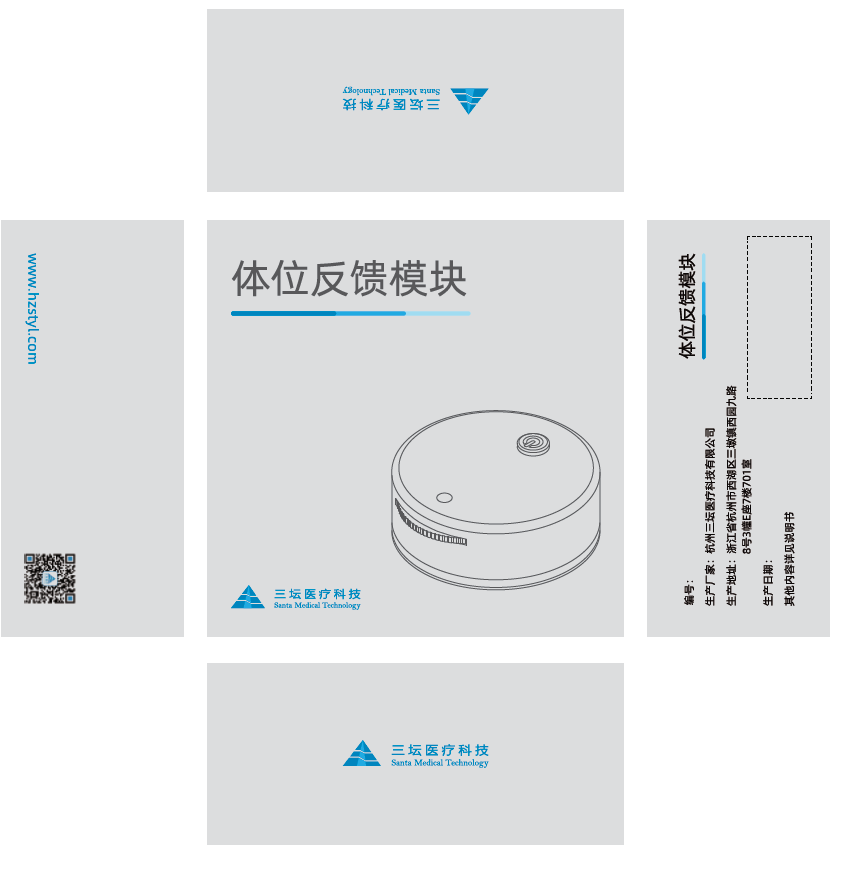 三坛医疗科技
Santa Medical Technology
www.hzstyl.com
体位反馈模块
三坛医疗科技
Santa Medical Technology
体位反馈模块
编号：
生产厂家：杭州三坛医疗科技有限公司
生产地址：浙江省杭州市西湖区三墩镇西园九路
8号3幢E座7楼701室
生产日期：
其他内容详见说明书
三坛医疗科技
Santa Medical Technology